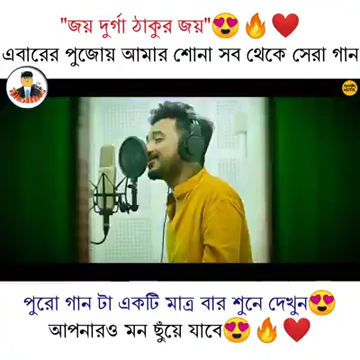 "জয় দুর্গা ঠাকুর জয়"😍🔥❤️
এবারের পুজোয় আমার শোনা সব থেকে সেরা গান
পুরো গান টা একটি মাত্র বার শুনে দেখুন😍
আপনারও মন ছুঁয়ে যাবে😍🔥❤️